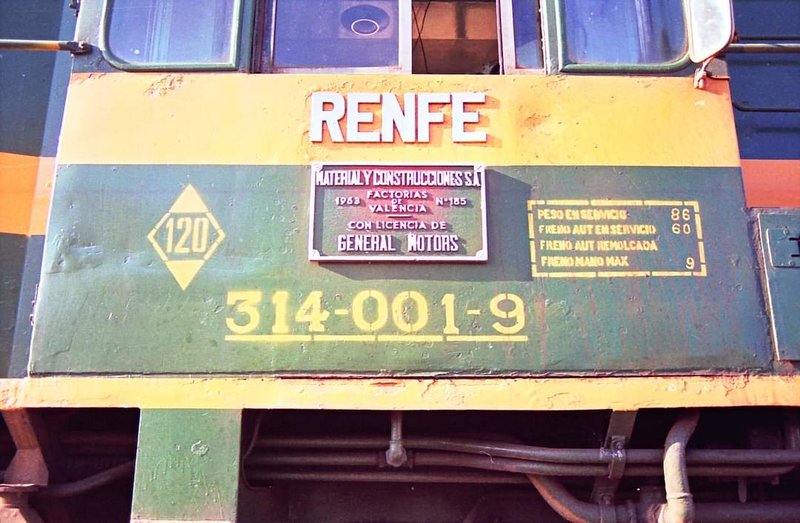 RENFE
MATERIAL Y CONSTRUCCIONES S.A.
FACTORIAS
DE
1963 VALENCIA Nº 185
CON LICENCIA DE
GENERAL MOTORS
120
PESO EN SERVICIO 86
FRENO AUT EN SERVICIO 60
FRENO AUT REMOLCADA
FRENO MANO MAX 9
314-001-9